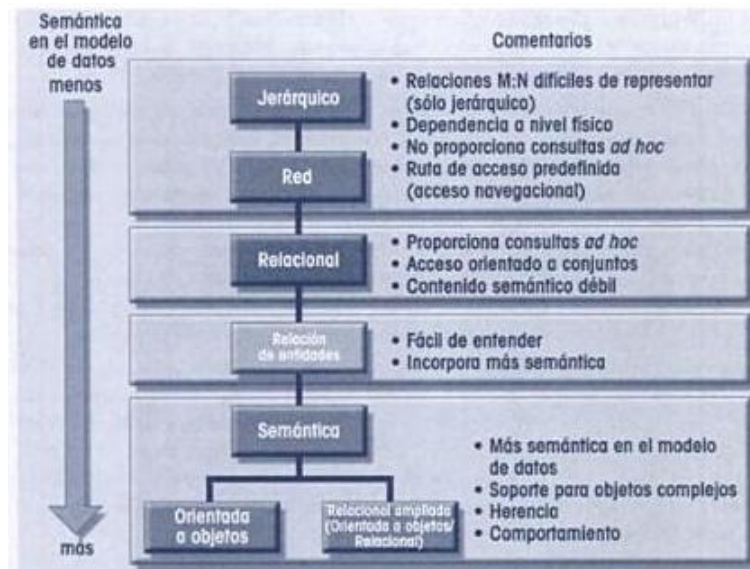 Semántica
en el modelo
de datos
menos
Comentarios
Jerárquico
Red
• Relaciones M:N difíciles de representar
(sólo jerárquico)
• Dependencia a nivel físico
• No proporciona consultas ad hoc
• Ruta de acceso predefinida
(acceso navegacional)
Relacional
• Proporciona consultas ad hoc
• Acceso orientado a conjuntos
• Contenido semántico débil
Relación
de entidades
• Fácil de entender
• Incorpora más semántica
Semántica
Orientada
a objetos
Relacional ampliada
(Orientada a objetos/
Relacional)
• Más semántica en el modelo
de datos
• Soporte para objetos complejos
• Herencia
• Comportamiento
más